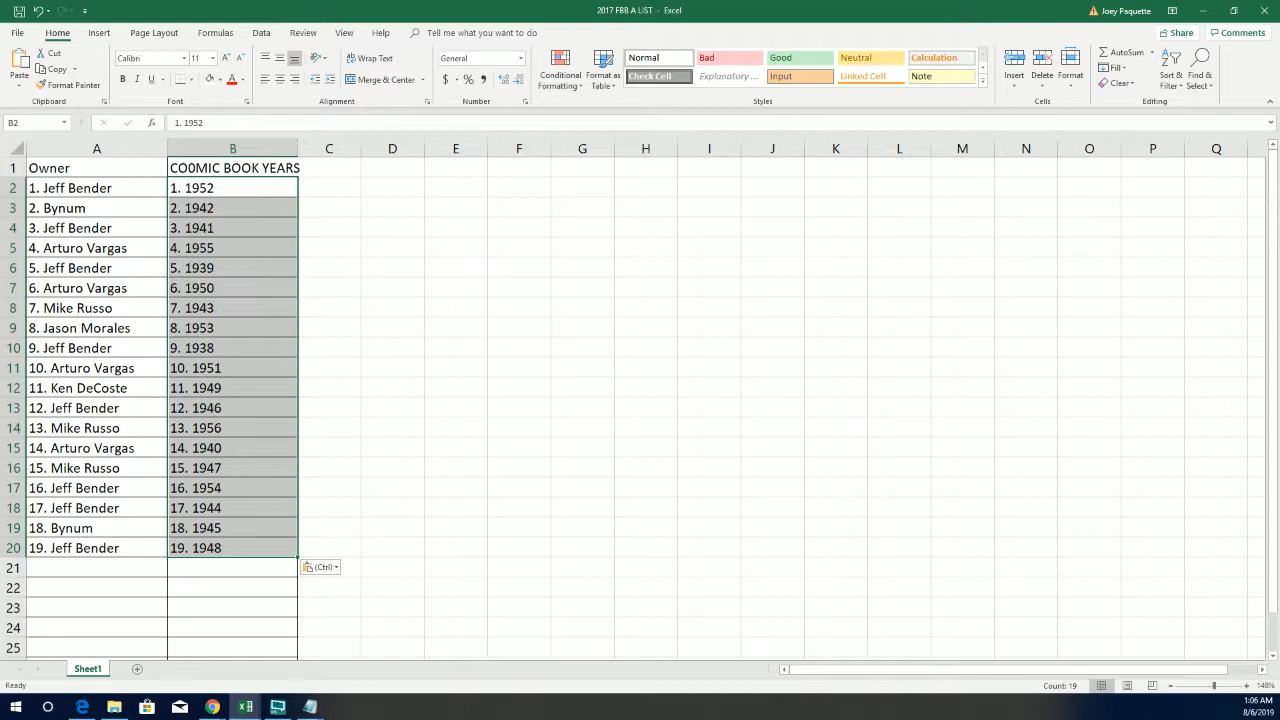 2017 FBB A LIST - Excel
Joey Paquette
File Home Insert Page Layout Formulas Data Review View Help Tell me what you want to do Share Comments
Cut
Copy
Format Painter
Paste
Clipboard
Calibri 11
B I U
Font
Wrap Text
Merge & Center
Alignment
General
$ % ,
Number
Conditional Formatting
Format as Table
Normal Bad Good Neutral Calculation
Check Cell Explanatory ... Input Linked Cell Note
Styles
Insert Delete Format
Cells
AutoSum
Fill
Clear
Sort & Filter
Find & Select
Editing
B2 fx 1. 1952
A B C D E F G H I J K L M N O P Q
1 Owner CO0MIC BOOK YEARS
2 1. Jeff Bender 1. 1952
3 2. Bynum 2. 1942
4 3. Jeff Bender 3. 1941
5 4. Arturo Vargas 4. 1955
6 5. Jeff Bender 5. 1939
7 6. Arturo Vargas 6. 1950
8 7. Mike Russo 7. 1943
9 8. Jason Morales 8. 1953
10 9. Jeff Bender 9. 1938
11 10. Arturo Vargas 10. 1951
12 11. Ken DeCoste 11. 1949
13 12. Jeff Bender 12. 1946
14 13. Mike Russo 13. 1956
15 14. Arturo Vargas 14. 1940
16 15. Mike Russo 15. 1947
17 16. Jeff Bender 16. 1954
18 17. Jeff Bender 17. 1944
19 18. Bynum 18. 1945
20 19. Jeff Bender 19. 1948
21 (Ctrl)
22
23
24
25
Sheet1
Ready Count: 19 148%
1:06 AM
8/6/2019